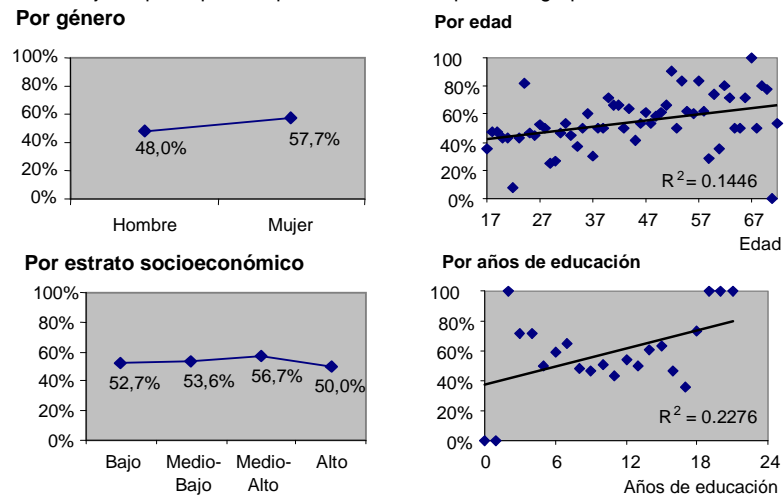 Por género
100%
80%
60%
40%
20%
0%
48,0%
57,7%
Hombre Mujer
Por edad
100
80
60
40%
20%
0%
R2 = 0.1446
17 27 37 47 57 67
Edad
Por estrato socioeconómico
100%
80%
60%
40%
20%
0%
52,7% 53,6% 56,7% 50,0%
Bajo Medio-Bajo Medio-Alto Alto
Por años de educación
100%
80%
60%
40%
20%
0%
R2 = 0.2276
0 6 12 18 24
Años de educación